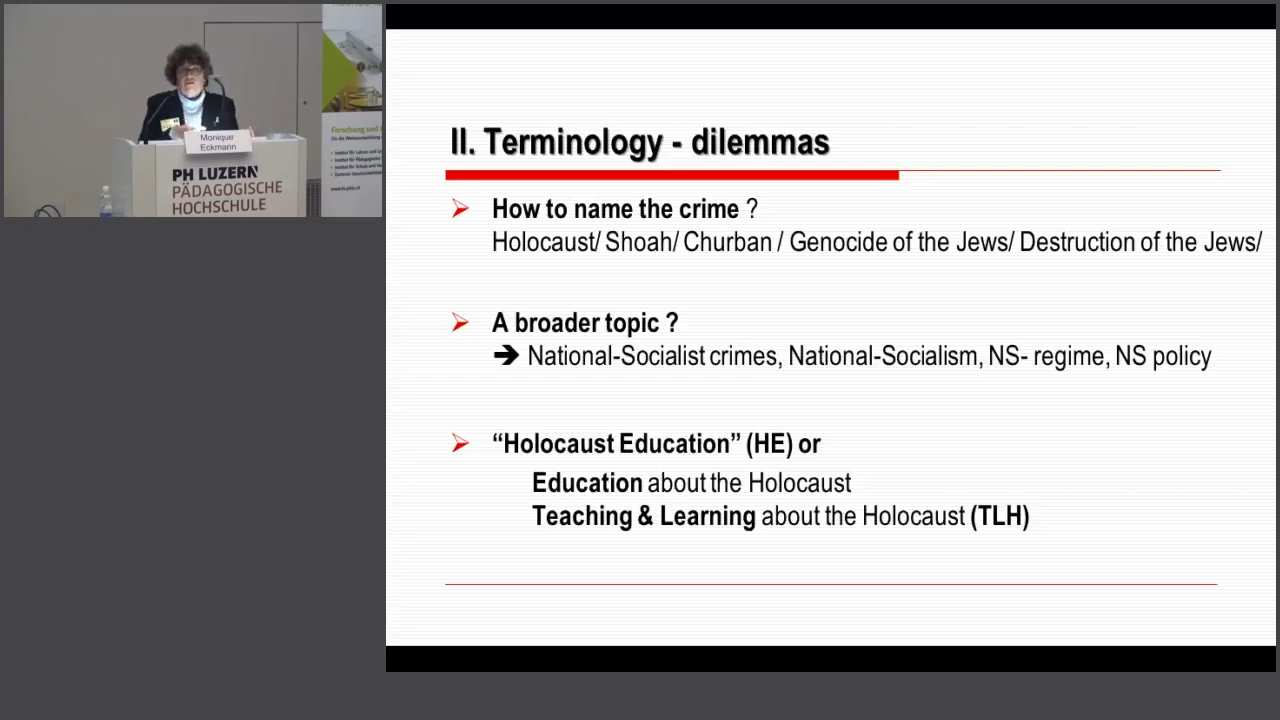 Monique
Eckmann
PH LUZERN
PÄDAGOGISCHE
HOCHSCHULE
Forschung und
II. Terminology - dilemmas
How to name the crime ?
Holocaust/ Shoah/ Churban / Genocide of the Jews/ Destruction of the Jews/
A broader topic ?
➔ National-Socialist crimes, National-Socialism, NS- regime, NS policy
“Holocaust Education” (HE) or
Education about the Holocaust
Teaching & Learning about the Holocaust (TLH)